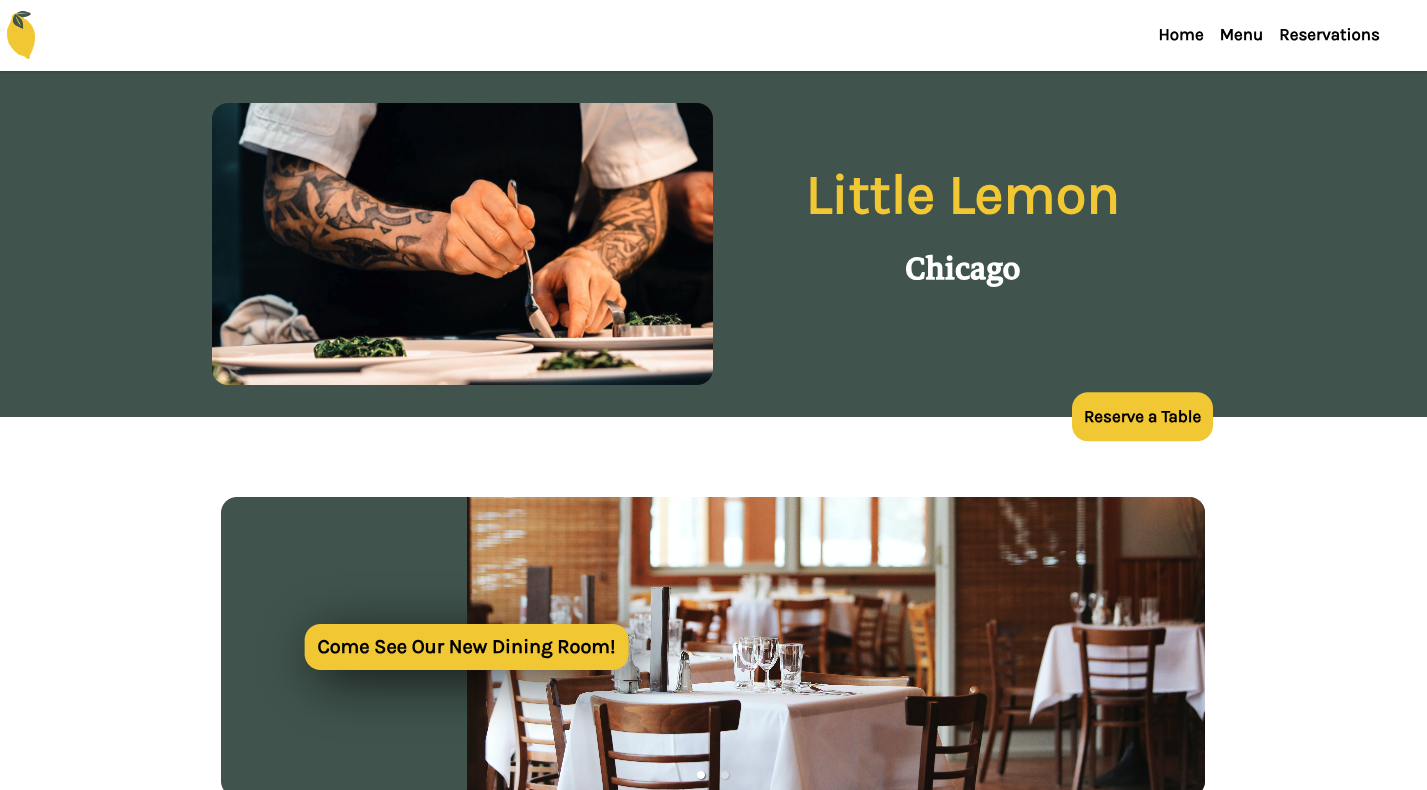 Home Menu Reservations
Little Lemon
Chicago
Reserve a Table
Come See Our New Dining Room!